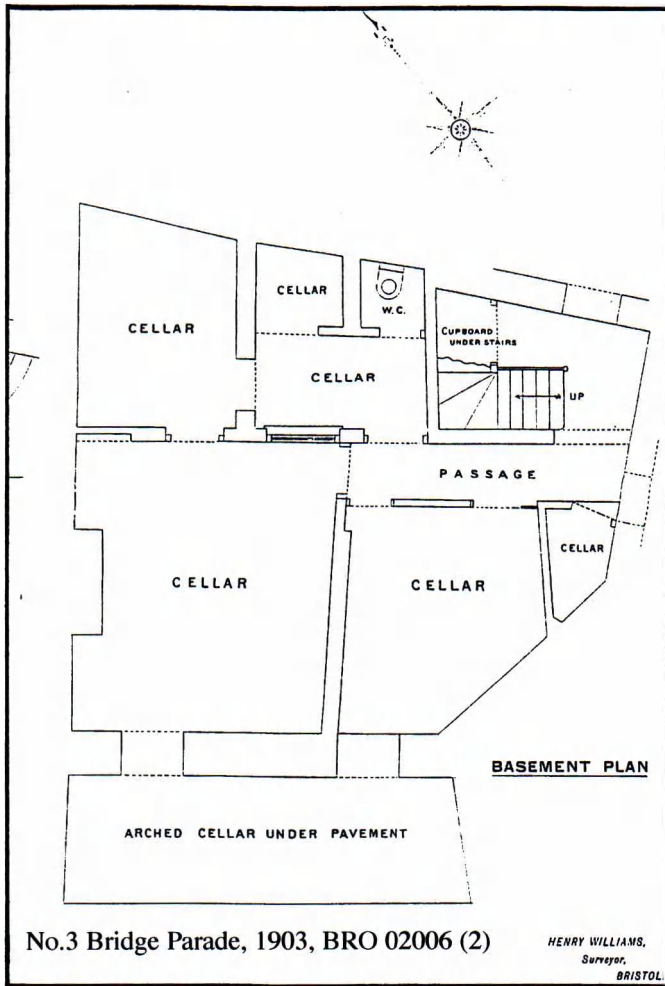 CELLAR
W.C.
CELLAR
CUPBOARD
UNDER STAIRS
CELLAR
UP
PASSAGE
CELLAR
CELLAR
CELLAR
BASEMENT PLAN
ARCHED CELLAR UNDER PAVEMENT
No.3 Bridge Parade, 1903, BRO 02006 (2)
HENRY WILLIAMS,
Surveyor,
BRISTOL.